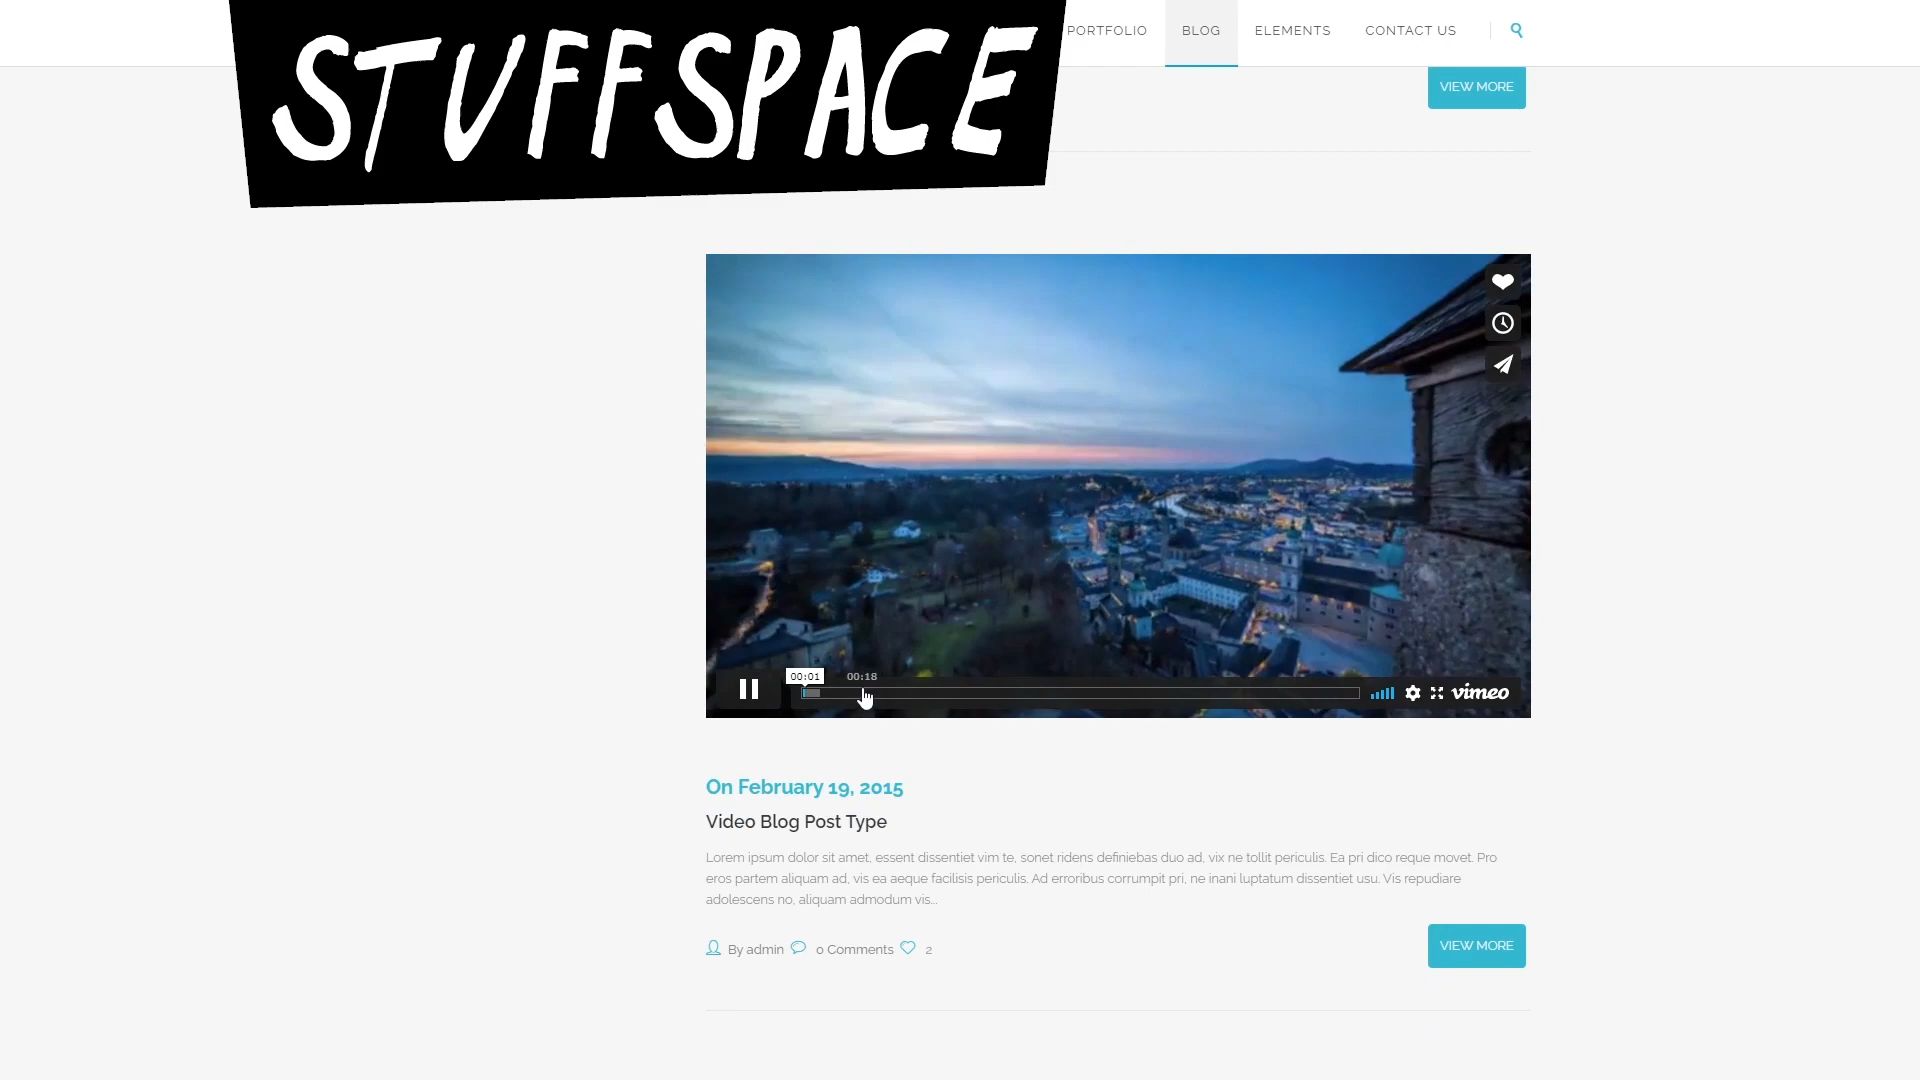 STUFFSPACE
PORTFOLIO
BLOG
ELEMENTS
CONTACT US
VIEW MORE
00:01
00:18
vimeo
On February 19, 2015
Video Blog Post Type
Lorem ipsum dolor sit amet, essent dissentiet vim te, sonet ridens definiebas duo ad, vix ne tollit periculis. Ea pri dico reque movet. Pro
eros partem aliquam ad, vis ea aeque facilisis periculis. Ad erroribus corrumpit pri, ne inani luptatum dissentiet usu. Vis repudiare
adolescens no, aliquam admodum vis...
By admin 0 Comments 2
VIEW MORE